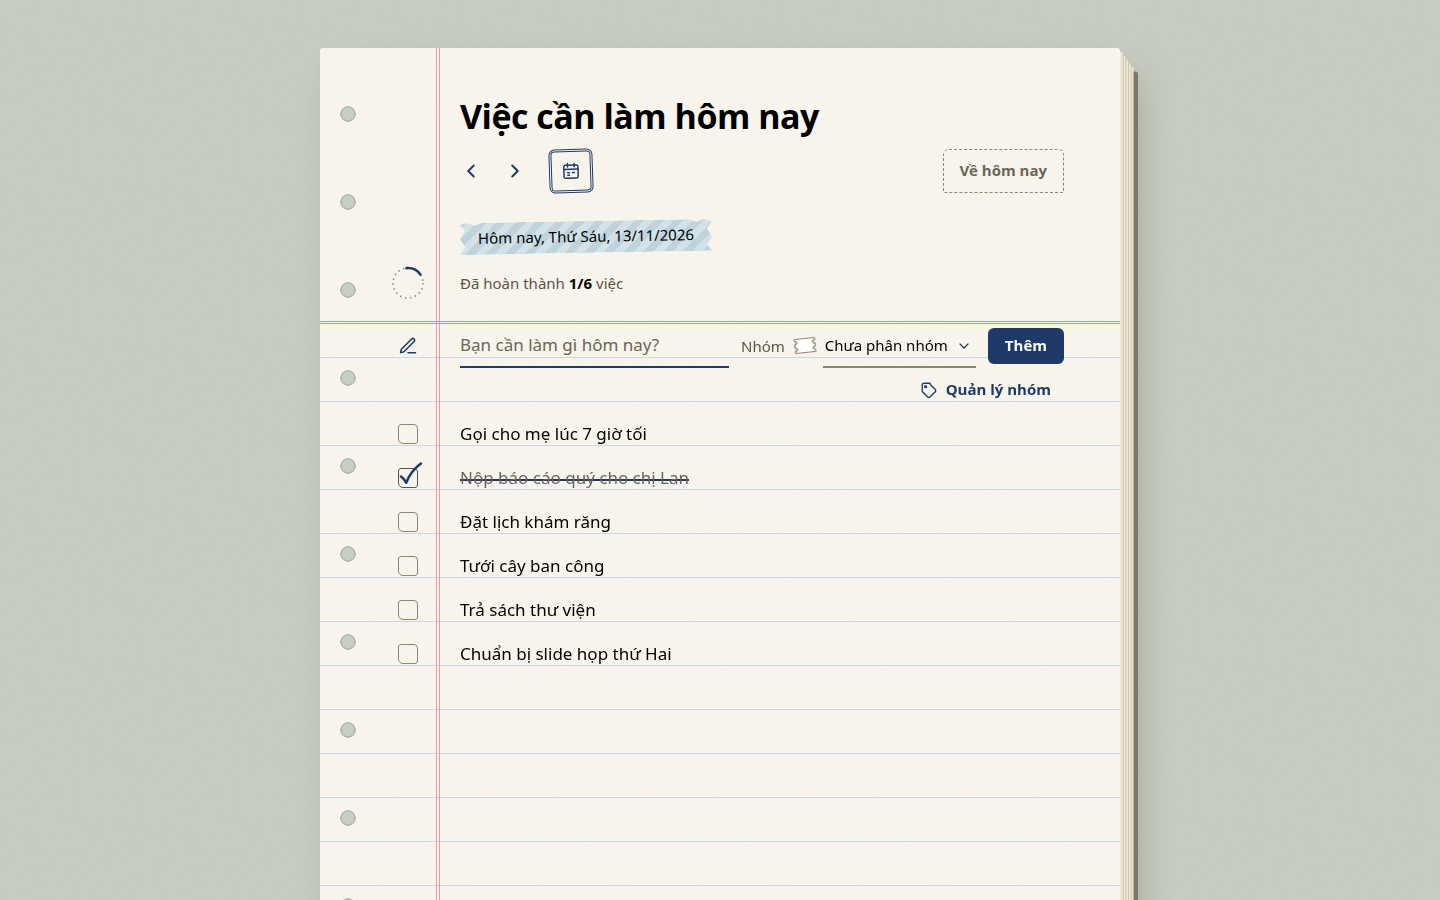 Việc cần làm hôm nay
Về hôm nay
Hôm nay, Thứ Sáu, 13/11/2026
Đã hoàn thành 1/6 việc
Bạn cần làm gì hôm nay? Nhóm Chưa phân nhóm Thêm
Quản lý nhóm
Gọi cho mẹ lúc 7 giờ tối
Nộp báo cáo quý cho chị Lan
Đặt lịch khám răng
Tưới cây ban công
Trả sách thư viện
Chuẩn bị slide họp thứ Hai